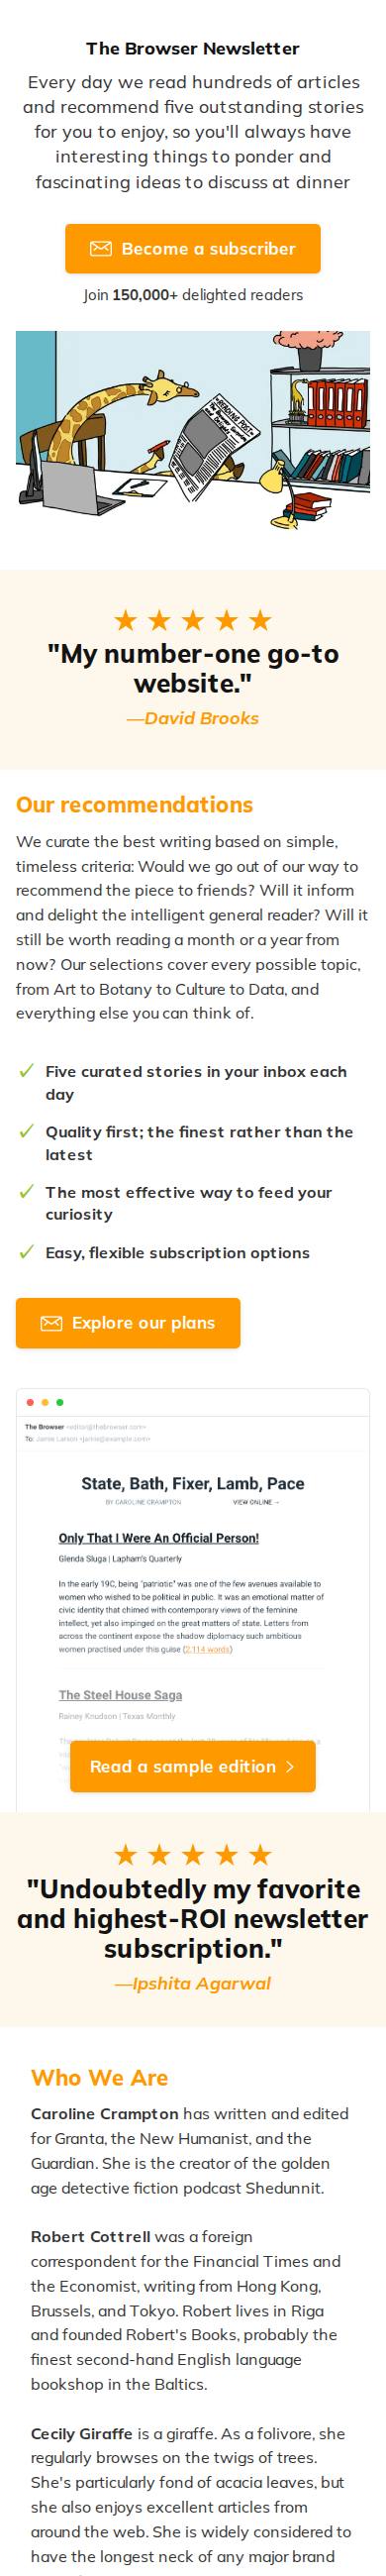 The Browser Newsletter
Every day we read hundreds of articles
and recommend five outstanding stories
for you to enjoy, so you'll always have
interesting things to ponder and
fascinating ideas to discuss at dinner
Become a subscriber
Join 150,000+ delighted readers
READING POST
★ ★ ★ ★ ★
"My number-one go-to
website."
—David Brooks
Our recommendations
We curate the best writing based on simple,
timeless criteria: Would we go out of our way to
recommend the piece to friends? Will it inform
and delight the intelligent general reader? Will it
still be worth reading a month or a year from
now? Our selections cover every possible topic,
from Art to Botany to Culture to Data, and
everything else you can think of.
✓ Five curated stories in your inbox each
day
✓ Quality first; the finest rather than the
latest
✓ The most effective way to feed your
curiosity
✓ Easy, flexible subscription options
Explore our plans
The Browser <editor@thebrowser.com>
To: Jamie Larson <jamie@example.com>
State, Bath, Fixer, Lamb, Pace
BY CAROLINE CRAMPTON VIEW ONLINE →
Only That I Were An Official Person!
Glenda Sluga | Lapham's Quarterly
In the early 19C, being "patriotic" was one of the few avenues available to
women who wished to be political in public. It was an emotional matter of
civic identity that chimed with contemporary views of the feminine
intellect, yet also impinged on the great matters of state. Letters from
across the continent expose the shadow diplomacy such ambitious
women practised under this guise (2,114 words)
The Steel House Saga
Rainey Knudson | Texas Monthly
Read a sample edition >
★ ★ ★ ★ ★
"Undoubtedly my favorite
and highest-ROI newsletter
subscription."
—Ipshita Agarwal
Who We Are
Caroline Crampton has written and edited
for Granta, the New Humanist, and the
Guardian. She is the creator of the golden
age detective fiction podcast Shedunnit.
Robert Cottrell was a foreign
correspondent for the Financial Times and
the Economist, writing from Hong Kong,
Brussels, and Tokyo. Robert lives in Riga
and founded Robert's Books, probably the
finest second-hand English language
bookshop in the Baltics.
Cecily Giraffe is a giraffe. As a folivore, she
regularly browses on the twigs of trees.
She's particularly fond of acacia leaves, but
she also enjoys excellent articles from
around the web. She is widely considered to
have the longest neck of any major brand